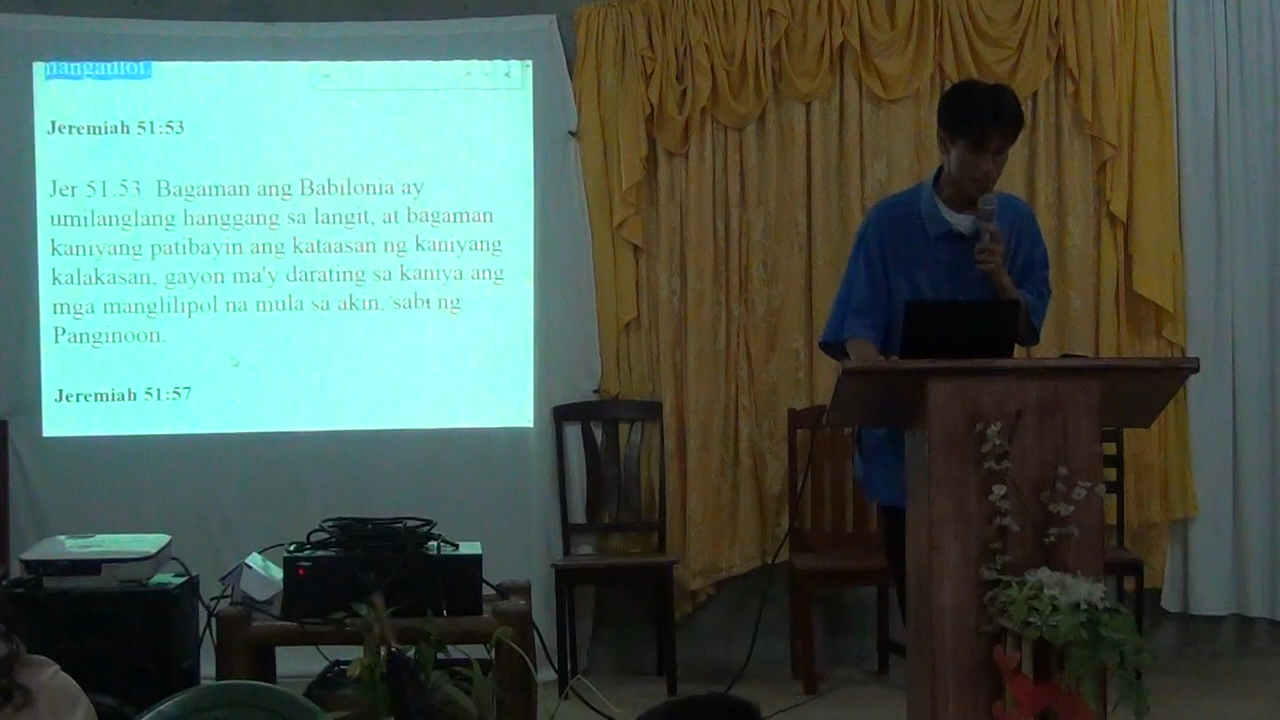 nangaulol.
Jeremiah 51:53
Jer 51:53 Bagaman ang Babilonia ay
umilanglang hanggang sa langit, at bagaman
kaniyang patibayin ang kataasan ng kaniyang
kalakasan, gayon ma'y darating sa kaniya ang
mga manglilipol na mula sa akin, sabi ng
Panginoon.
Jeremiah 51:57